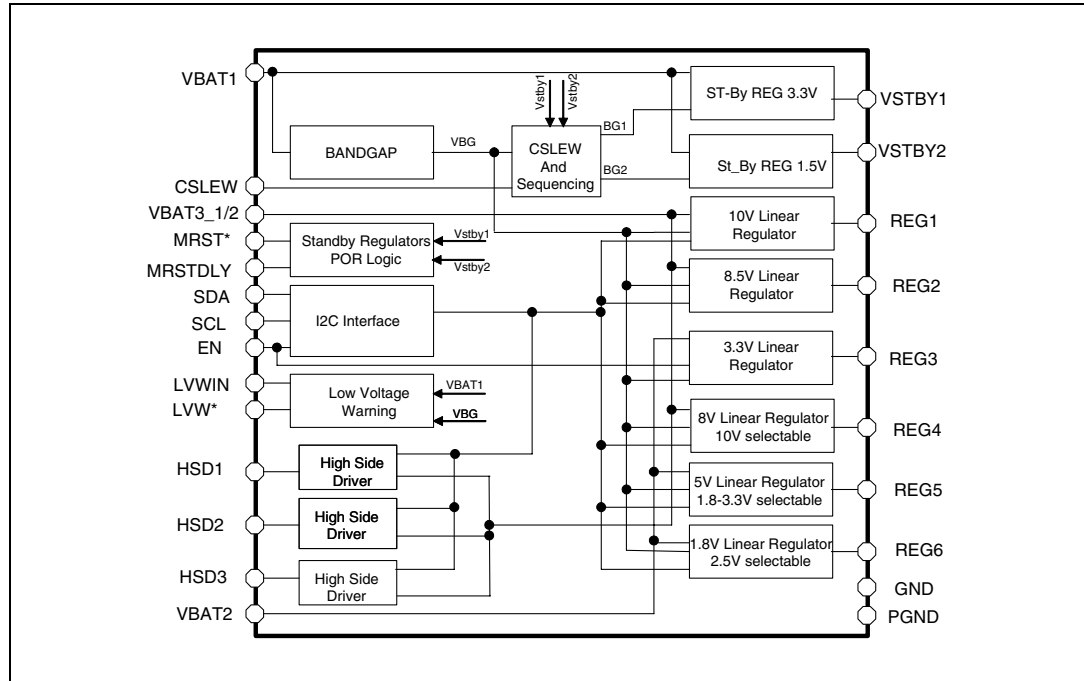 VBAT1
CSLEW
VBAT3_1/2
MRST*
MRSTDLY
SDA
SCL
EN
LVWIN
LVW*
HSD1
HSD2
HSD3
VBAT2
BANDGAP
VBG
Vstby1
Vstby2
CSLEW
And
Sequencing
BG1
BG2
Standby Regulators
POR Logic
Vstby1
Vstby2
I2C Interface
Low Voltage
Warning
VBAT1
VBG
High Side
Driver
High Side
Driver
High Side
Driver
ST-By REG 3.3V
St_By REG 1.5V
10V Linear
Regulator
8.5V Linear
Regulator
3.3V Linear
Regulator
8V Linear Regulator
10V selectable
5V Linear Regulator
1.8-3.3V selectable
1.8V Linear Regulator
2.5V selectable
VSTBY1
VSTBY2
REG1
REG2
REG3
REG4
REG5
REG6
GND
PGND